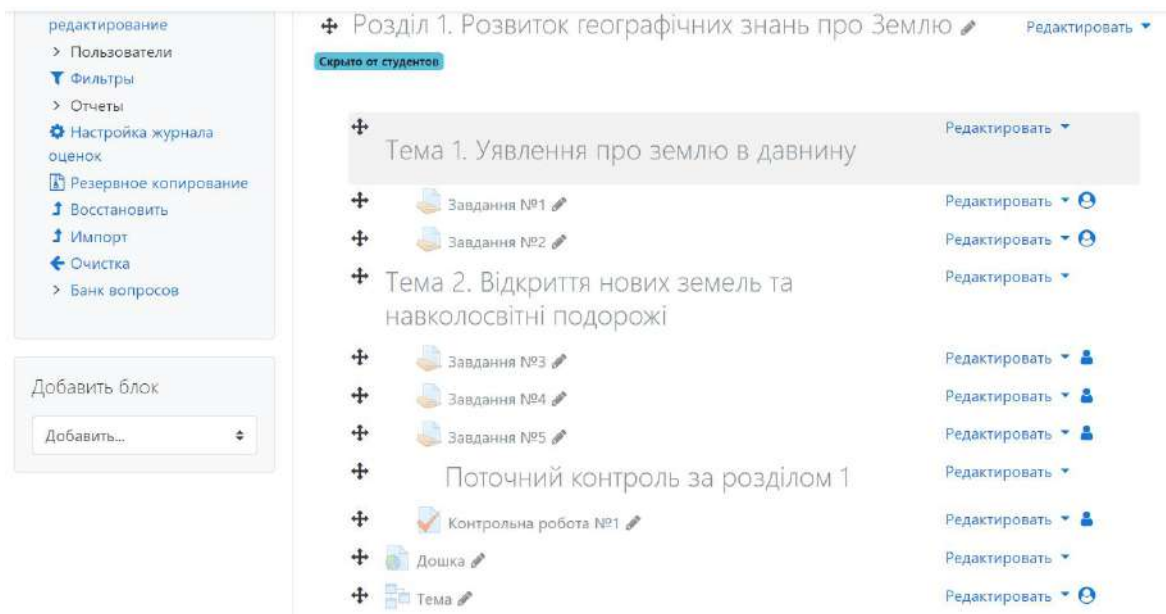 редактирование
> Пользователи
Фильтры
> Отчеты
Настройка журнала
оценок
Резервное копирование
Восстановить
Импорт
Очистка
> Банк вопросов
Добавить блок
Добавить...
Розділ 1. Розвиток географічних знань про Землю
Редактировать
Скрыто от студентов
Тема 1. Уявлення про землю в давнину
Редактировать
Завдання №1
Редактировать
Завдання №2
Редактировать
Тема 2. Відкриття нових земель та
Редактировать
навколосвітні подорожі
Завдання №3
Редактировать
Завдання №4
Редактировать
Завдання №5
Редактировать
Поточний контроль за розділом 1
Редактировать
Контрольна робота №1
Редактировать
Дошка
Редактировать
Тема
Редактировать